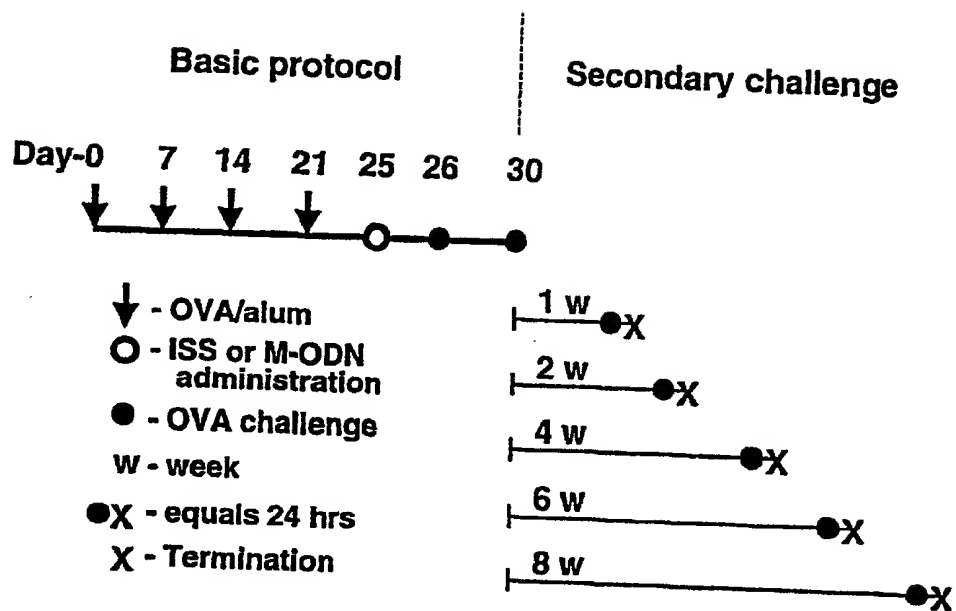 Basic protocol
Secondary challenge
Day-0 7 14 21 25 26 30
- OVA/alum
- ISS or M-ODN
administration
- OVA challenge
w - week
X - equals 24 hrs
X - Termination
1 w
X
2 w
X
4 w
X
6 w
X
8 w
X